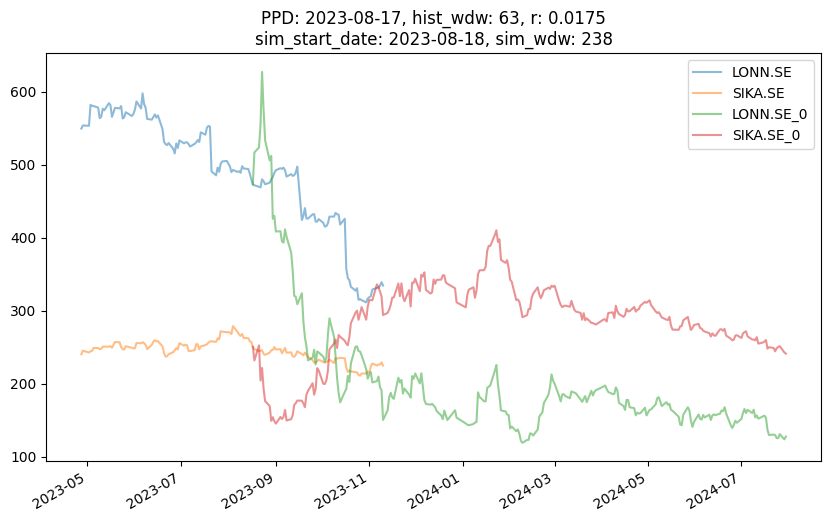 PPD: 2023-08-17, hist_wdw: 63, r: 0.0175
sim_start_date: 2023-08-18, sim_wdw: 238
LONN.SE
SIKA.SE
LONN.SE_0
SIKA.SE_0
600
500
400
300
200
100
2023-05
2023-07
2023-09
2023-11
2024-01
2024-03
2024-05
2024-07